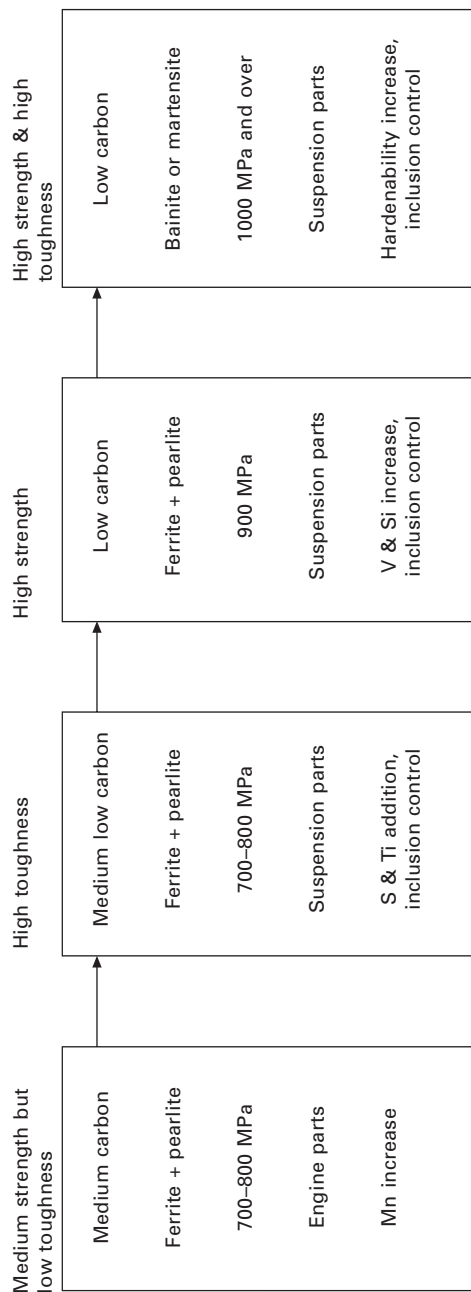 Medium strength but
low toughness
Medium carbon
Ferrite + pearlite
700–800 MPa
Engine parts
Mn increase
High toughness
Medium low carbon
Ferrite + pearlite
700–800 MPa
Suspension parts
S & Ti addition,
inclusion control
High strength
Low carbon
Ferrite + pearlite
900 MPa
Suspension parts
V & Si increase,
inclusion control
High strength & high
toughness
Low carbon
Bainite or martensite
1000 MPa and over
Suspension parts
Hardenability increase,
inclusion control